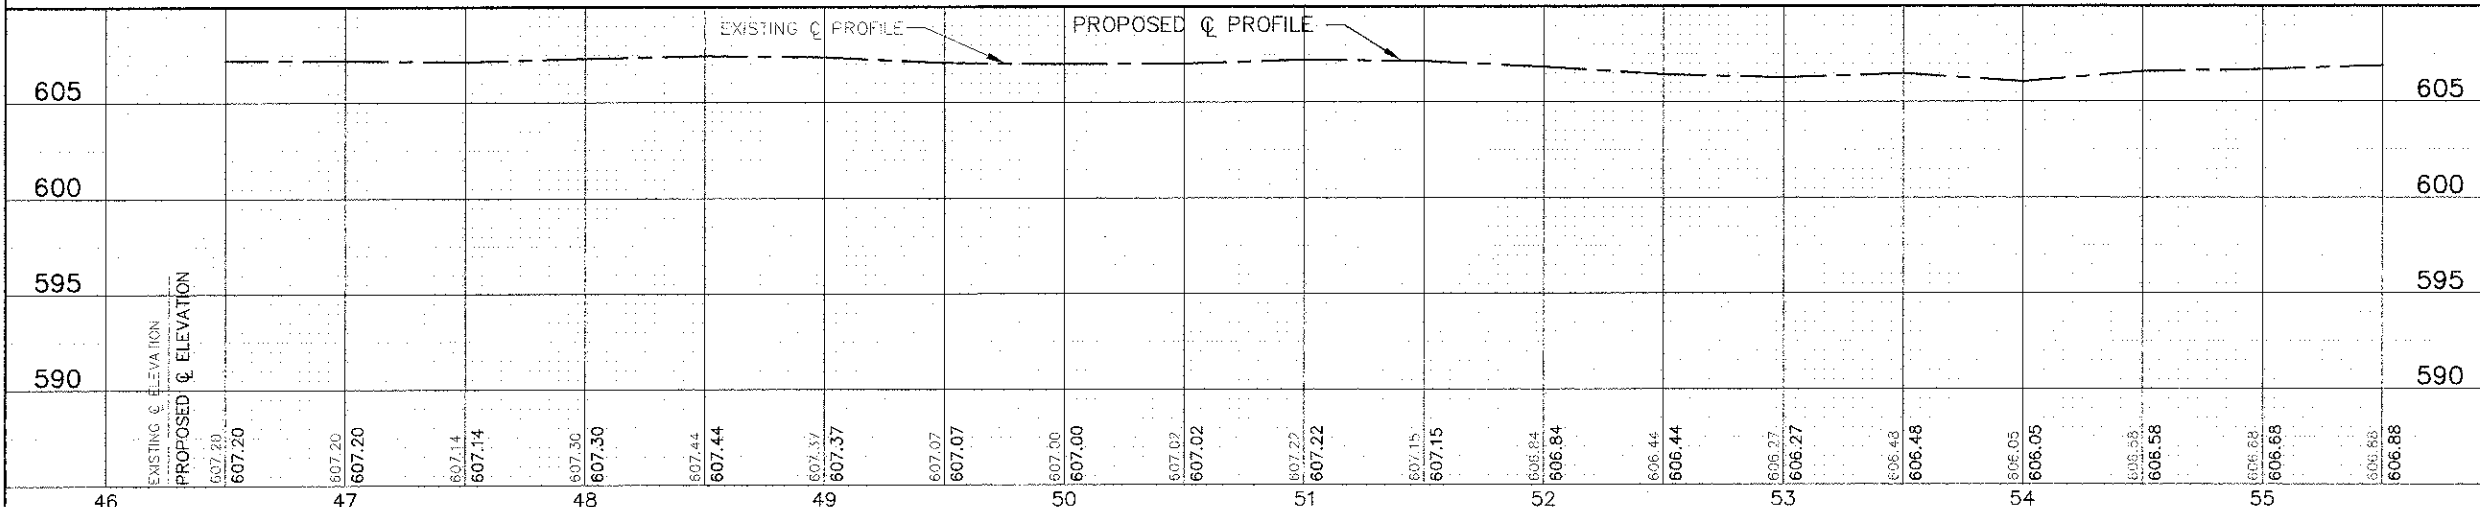 EXISTING ℄ PROFILE
PROPOSED ℄ PROFILE
605 605
600 600
595 595
590 590
EXISTING ℄ ELEVATION
PROPOSED ℄ ELEVATION
607.20 607.20 607.14 607.30 607.44 607.37 607.07 607.00 607.02 607.22 607.15 606.84 606.44 606.27 606.48 606.05 606.58 606.68 606.88
607.20 607.20 607.14 607.30 607.44 607.37 607.07 607.00 607.02 607.22 607.15 606.84 606.44 606.27 606.48 606.05 606.58 606.68 606.88
46 47 48 49 50 51 52 53 54 55